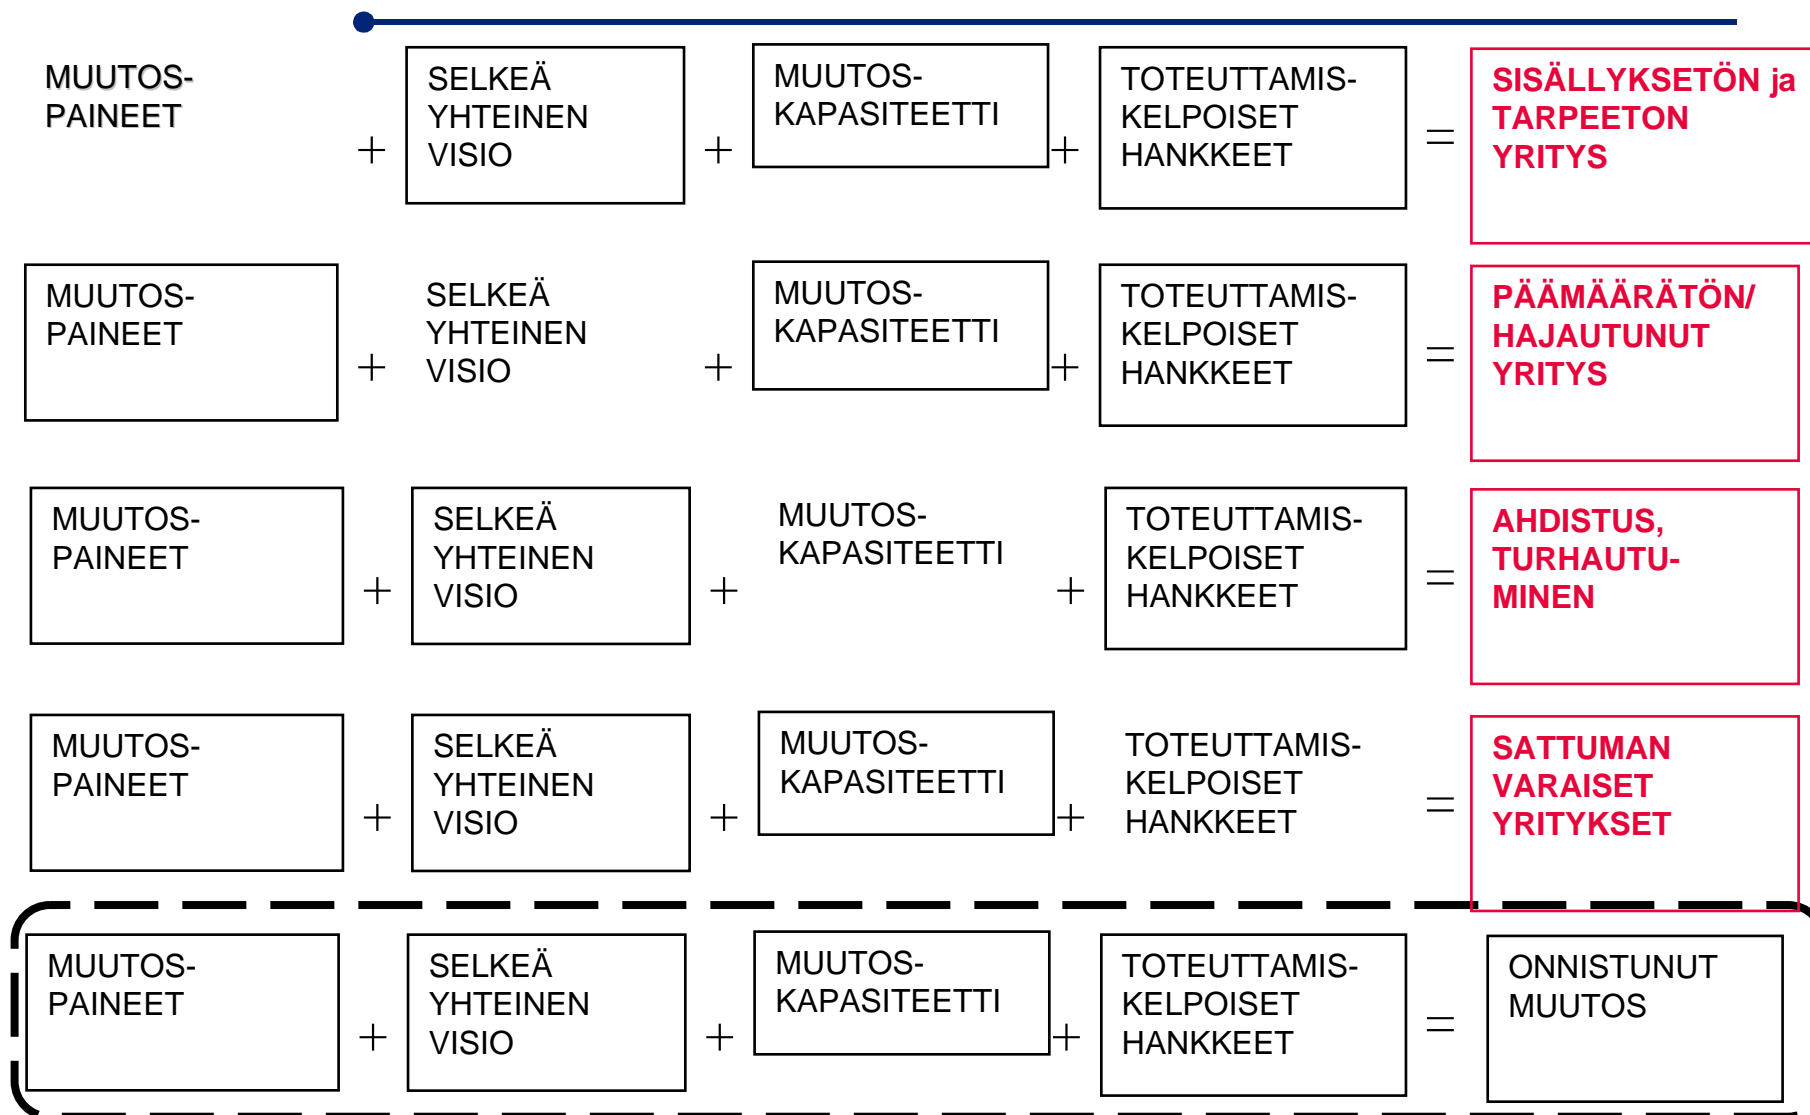 MUUTOS-
PAINEET
+
SELKEÄ
YHTEINEN
VISIO
+
MUUTOS-
KAPASITEETTI
+
TOTEUTTAMIS-
KELPOISET
HANKKEET
=
SISÄLLYKSETÖN ja
TARPEETON
YRITYS
MUUTOS-
PAINEET
+
SELKEÄ
YHTEINEN
VISIO
+
MUUTOS-
KAPASITEETTI
+
TOTEUTTAMIS-
KELPOISET
HANKKEET
=
PÄÄMÄÄRÄTÖN/
HAJAUTUNUT
YRITYS
MUUTOS-
PAINEET
+
SELKEÄ
YHTEINEN
VISIO
+
MUUTOS-
KAPASITEETTI
+
TOTEUTTAMIS-
KELPOISET
HANKKEET
=
AHDISTUS,
TURHAUTU-
MINEN
MUUTOS-
PAINEET
+
SELKEÄ
YHTEINEN
VISIO
+
MUUTOS-
KAPASITEETTI
+
TOTEUTTAMIS-
KELPOISET
HANKKEET
=
SATTUMAN
VARAISET
YRITYKSET
MUUTOS-
PAINEET
+
SELKEÄ
YHTEINEN
VISIO
+
MUUTOS-
KAPASITEETTI
+
TOTEUTTAMIS-
KELPOISET
HANKKEET
=
ONNISTUNUT
MUUTOS